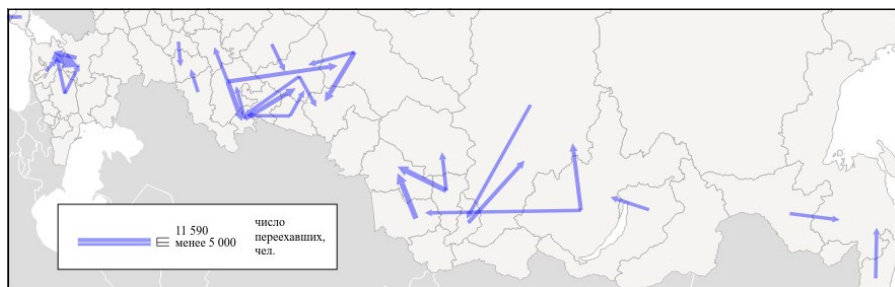 11 590
менее 5 000
число
переехавших,
чел.